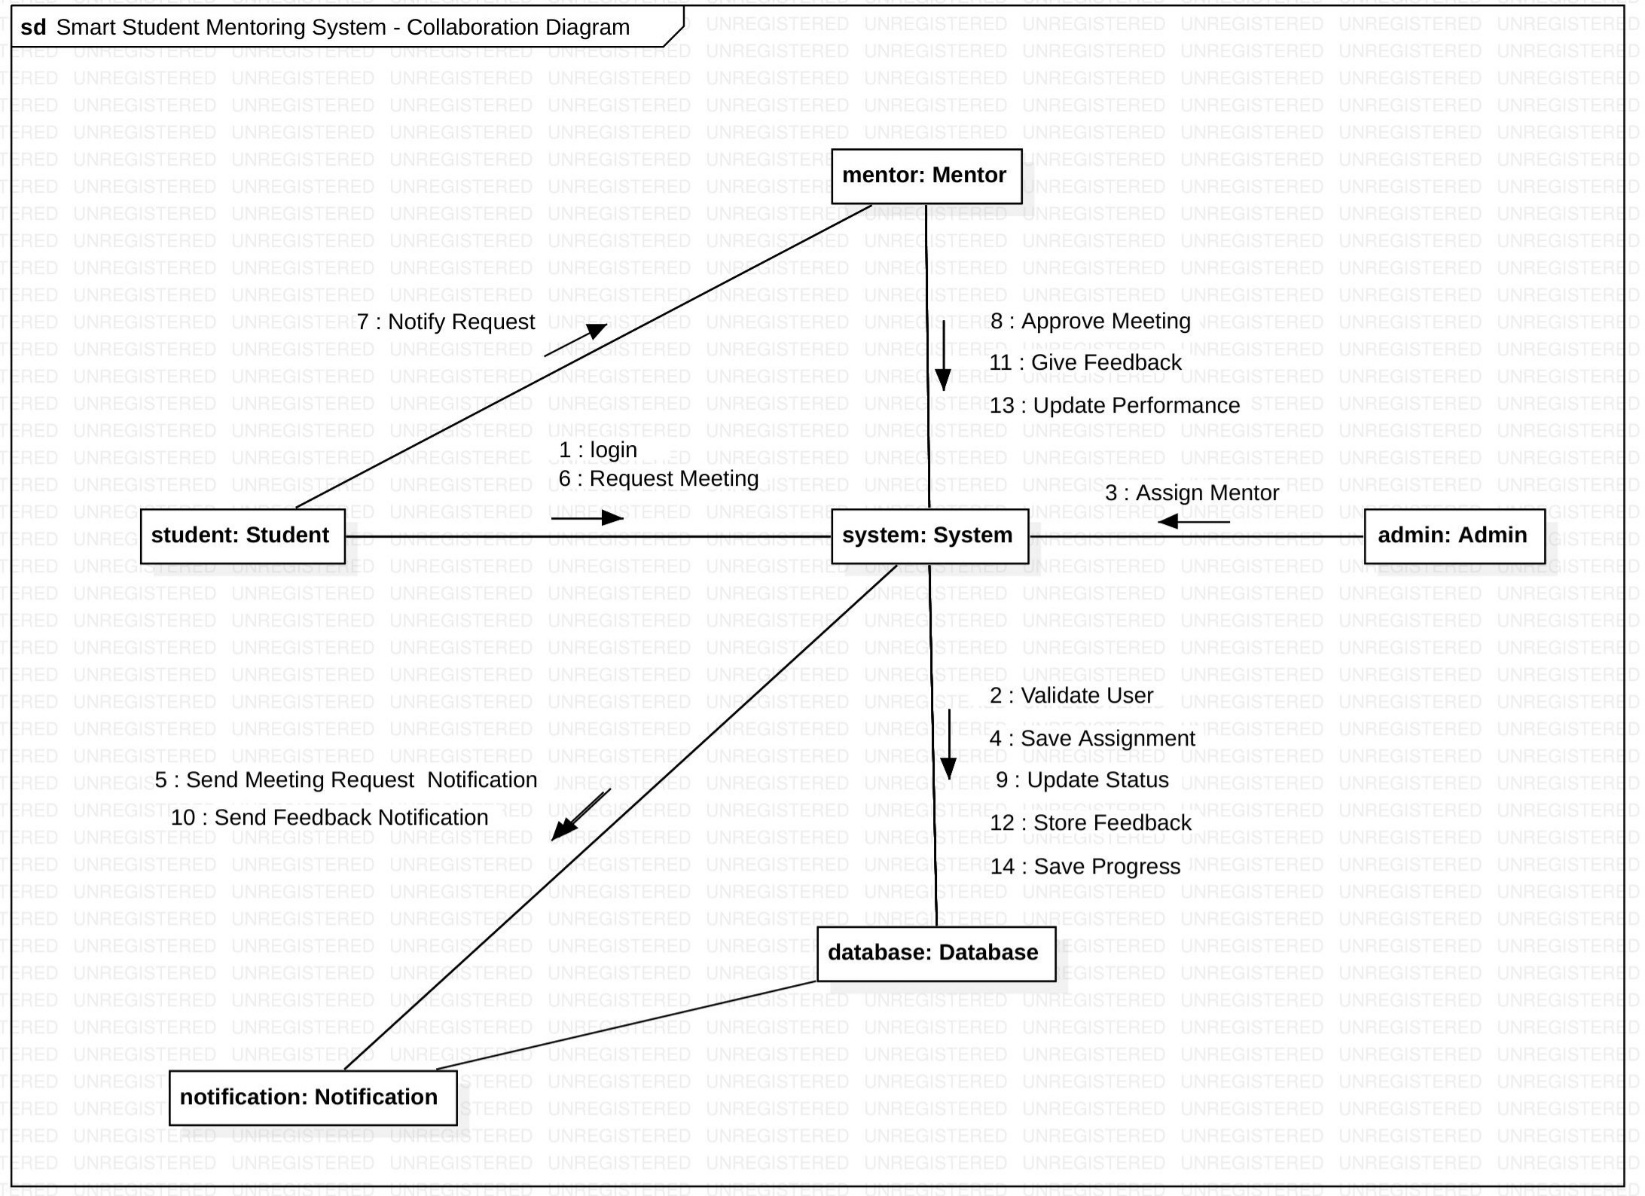 sd Smart Student Mentoring System - Collaboration Diagram
mentor: Mentor
7 : Notify Request
8 : Approve Meeting
11 : Give Feedback
13 : Update Performance
1 : login
6 : Request Meeting
3 : Assign Mentor
student: Student
system: System
admin: Admin
2 : Validate User
4 : Save Assignment
5 : Send Meeting Request  Notification
9 : Update Status
10 : Send Feedback Notification
12 : Store Feedback
14 : Save Progress
database: Database
notification: Notification
UNREGISTERED